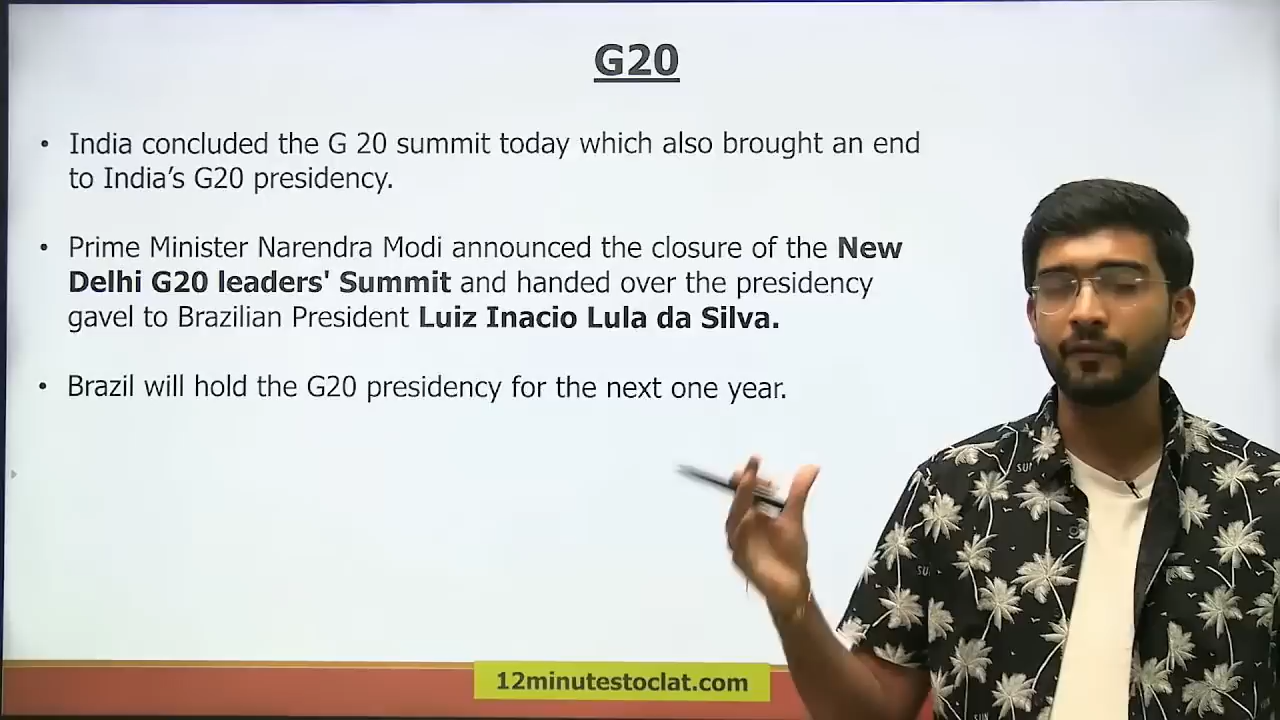 G20
• India concluded the G 20 summit today which also brought an end
to India’s G20 presidency.
• Prime Minister Narendra Modi announced the closure of the New
Delhi G20 leaders' Summit and handed over the presidency
gavel to Brazilian President Luiz Inacio Lula da Silva.
• Brazil will hold the G20 presidency for the next one year.
12minutestoclat.com
SUN
SU
SUN